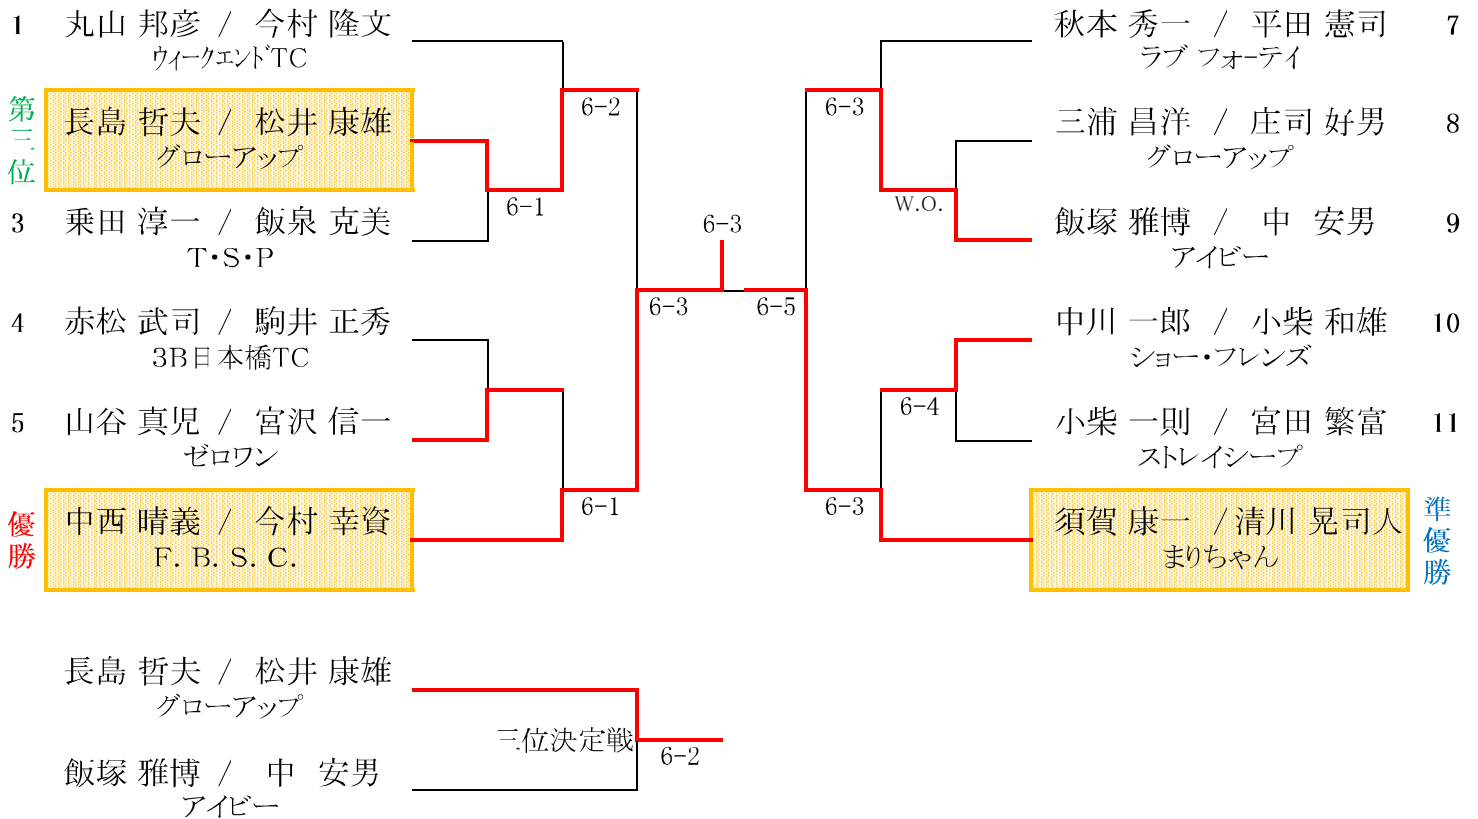 1 丸山 邦彦 / 今村 隆文
ウィークエンドTC
第三位
長島 哲夫 / 松井 康雄
グローアップ
6-2
6-1
3 乗田 淳一 / 飯泉 克美
T・S・P
4 赤松 武司 / 駒井 正秀
3B日本橋TC
5 山谷 真児 / 宮沢 信一
ゼロワン
6-1
優勝
中西 晴義 / 今村 幸資
F. B. S. C.
6-3
6-3
6-5
秋本 秀一 / 平田 憲司 7
ラブ フォーテイ
6-3
三浦 昌洋 / 庄司 好男 8
グローアップ
W.O.
飯塚 雅博 / 中 安男 9
アイビー
中川 一郎 / 小柴 和雄 10
ショー・フレンズ
6-4
小柴 一則 / 宮田 繁富 11
ストレイシープ
6-3
須賀 康一 /清川 晃司人
まりちゃん
準優勝
長島 哲夫 / 松井 康雄
グローアップ
三位決定戦
6-2
飯塚 雅博 / 中 安男
アイビー